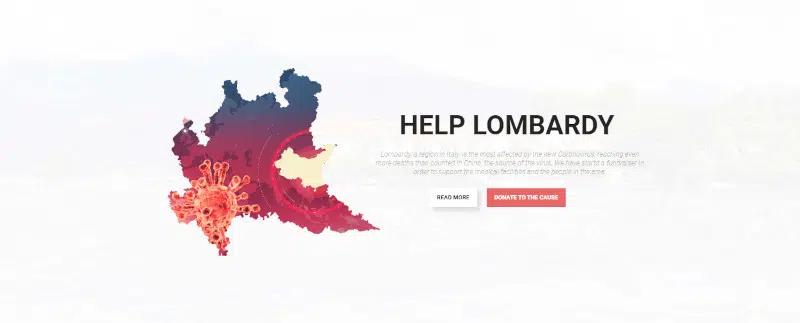 HELP LOMBARDY
Lombardy, a region in Italy is the most affected by the new Coronavirus, reaching even
more deaths than counted in China, the source of the virus. We have startd a fundraiser in
order to support the medical facilities and the people in the area.
READ MORE
DONATE TO THE CAUSE